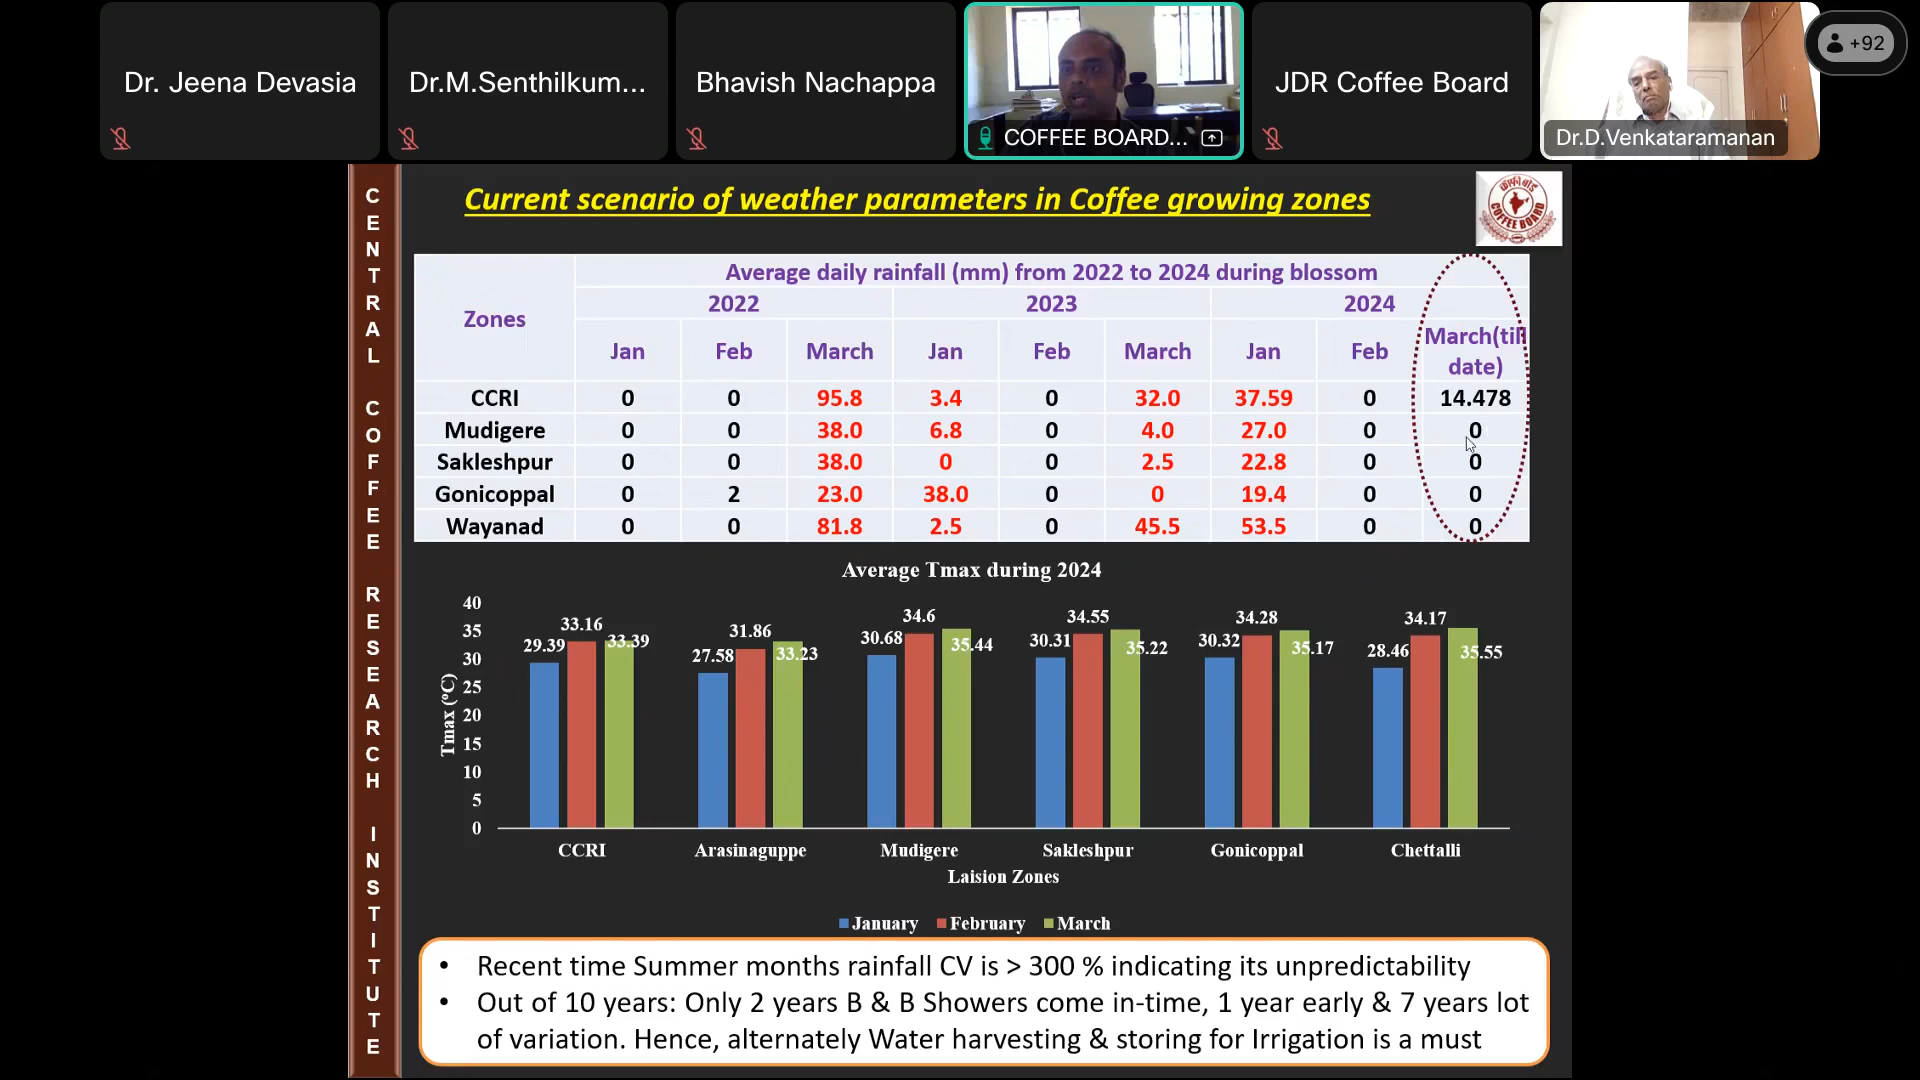 Dr. Jeena Devasia
Dr.M.Senthilkum...
Bhavish Nachappa
COFFEE BOARD...
JDR Coffee Board
Dr.D.Venkataramanan
+92
CENTRAL COFFEE RESEARCH INSTITUTE
Current scenario of weather parameters in Coffee growing zones
कॉफी बोर्ड
COFFEE BOARD
Zones
Average daily rainfall (mm) from 2022 to 2024 during blossom
2022 2023 2024
Jan Feb March Jan Feb March Jan Feb March(till date)
CCRI 0 0 95.8 3.4 0 32.0 37.59 0 14.478
Mudigere 0 0 38.0 6.8 0 4.0 27.0 0 0
Sakleshpur 0 0 38.0 0 0 2.5 22.8 0 0
Gonicoppal 0 2 23.0 38.0 0 0 19.4 0 0
Wayanad 0 0 81.8 2.5 0 45.5 53.5 0 0
Average Tmax during 2024
Tmax (°C)
40
35
30
25
20
15
10
5
0
29.39 33.16 33.39
27.58 31.86 33.23
30.68 34.6 35.44
30.31 34.55 35.22
30.32 34.28 35.17
28.46 34.17 35.55
CCRI Arasinaguppe Mudigere Sakleshpur Gonicoppal Chettalli
Laision Zones
January February March
• Recent time Summer months rainfall CV is > 300 % indicating its unpredictability
• Out of 10 years: Only 2 years B & B Showers come in-time, 1 year early & 7 years lot
of variation. Hence, alternately Water harvesting & storing for Irrigation is a must